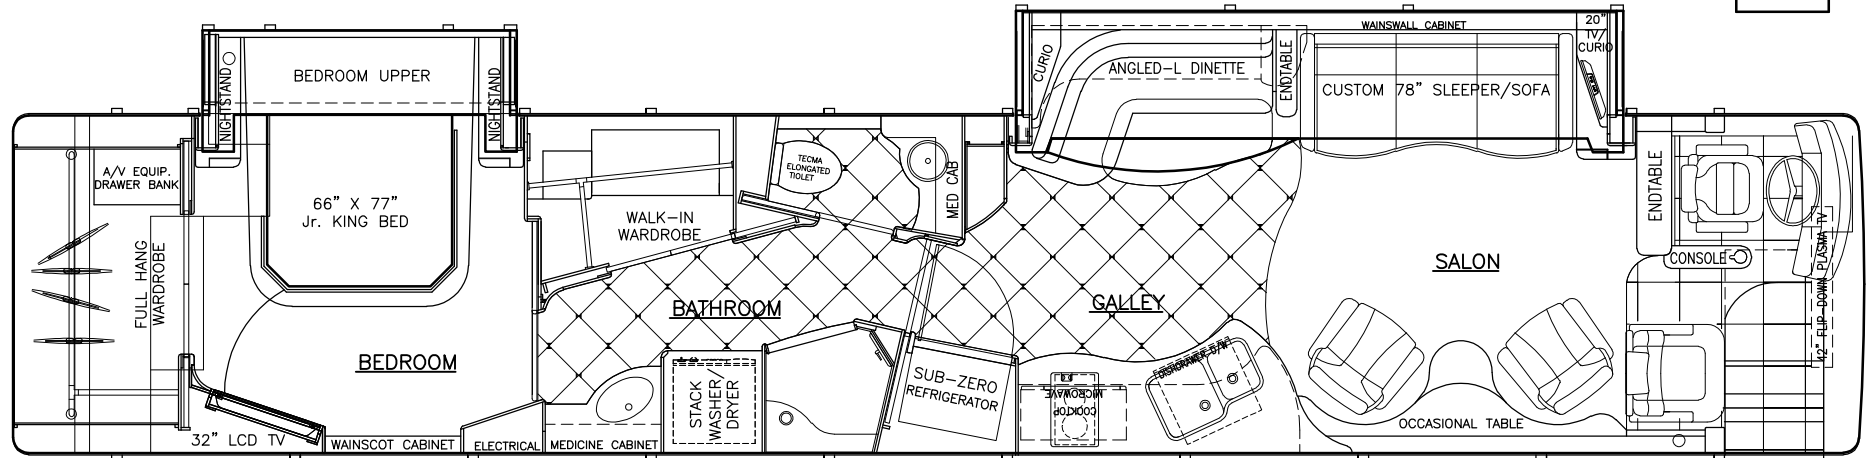 BEDROOM UPPER
NIGHTSTAND
NIGHTSTAND
A/V EQUIP.
DRAWER BANK
66" X 77"
Jr. KING BED
FULL HANG
WARDROBE
BEDROOM
32" LCD TV
WAINSCOT CABINET
ELECTRICAL
MEDICINE CABINET
WALK-IN
WARDROBE
TECMA
ELONGATED
TIOLET
MED CAB
BATHROOM
STACK
WASHER/
DRYER
SUB-ZERO
REFRIGERATOR
CURIO
ANGLED-L DINETTE
ENDTABLE
WAINSWALL CABINET
CUSTOM 78" SLEEPER/SOFA
20"
TV/
CURIO
GALLEY
COOKTOP
MICROWAVE
DISHDRAWER D/W
SALON
OCCASIONAL TABLE
ENDTABLE
CONSOLE
42" FLIP-DOWN PLASMA TV